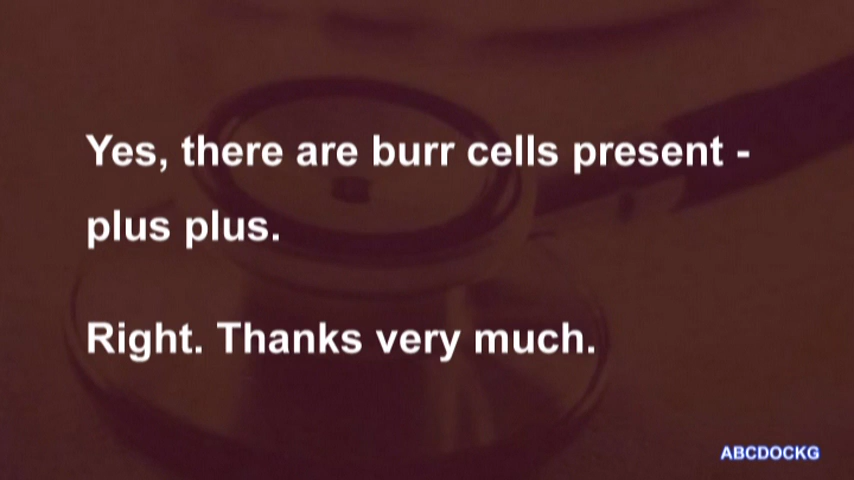 Yes, there are burr cells present -
plus plus.
Right. Thanks very much.
ABCDOCKG